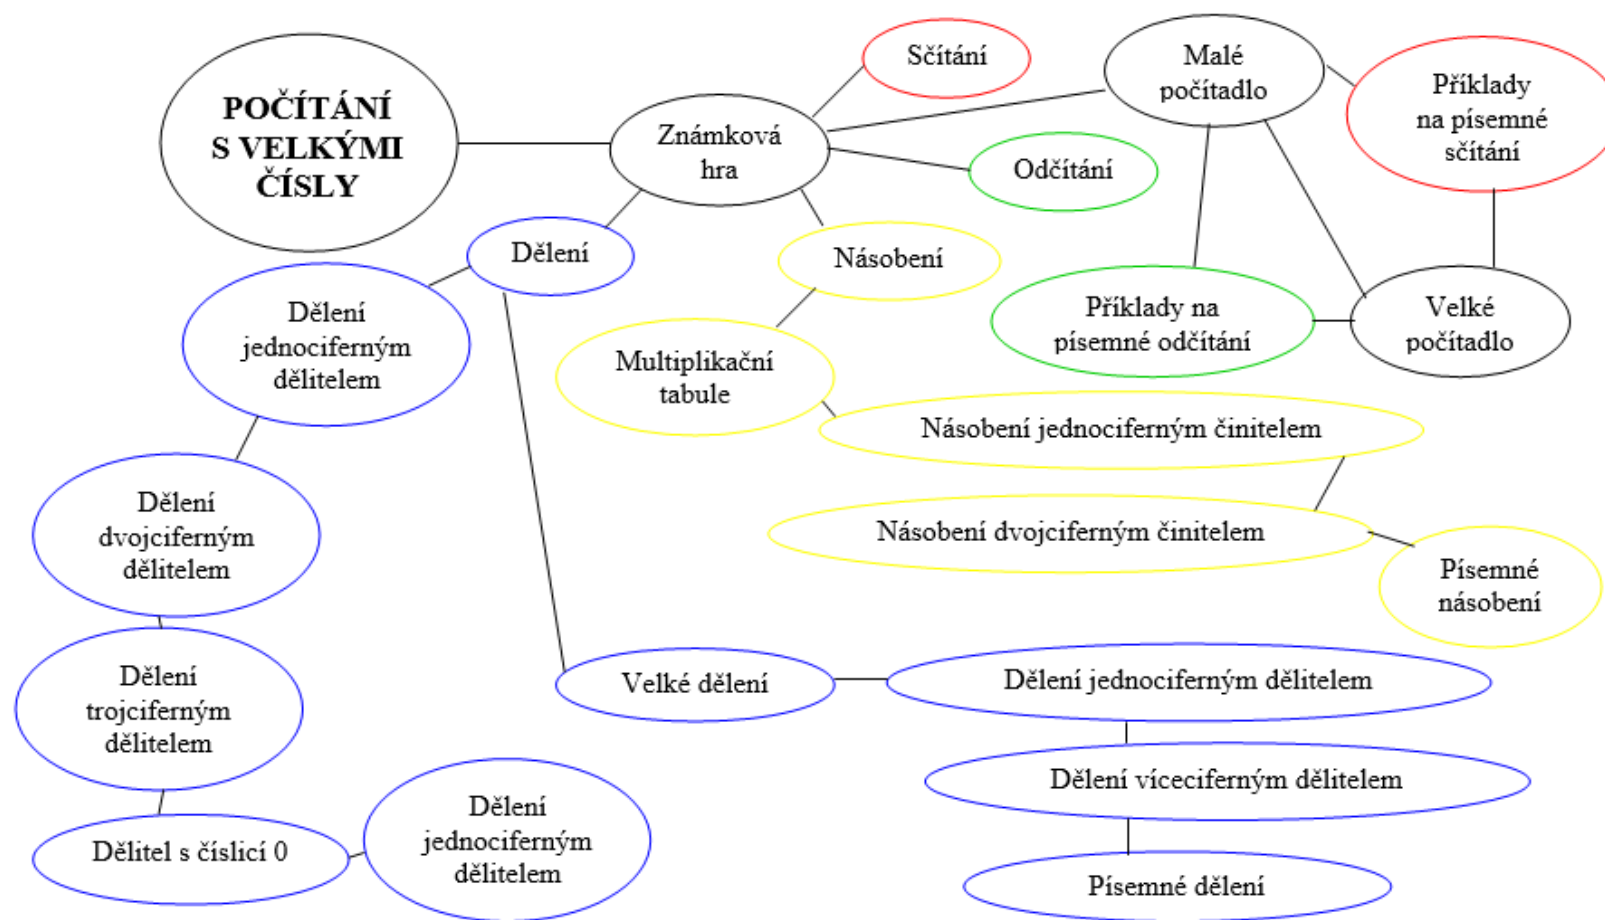 POČÍTÁNÍ
S VELKÝMI
ČÍSLY
Známková
hra
Sčítání
Malé
počítadlo
Příklady
na písemné
sčítání
Odčítání
Dělení
Násobení
Příklady na
písemné odčítání
Velké
počítadlo
Dělení
jednociferným
dělitelem
Multiplikační
tabule
Násobení jednociferným činitelem
Dělení
dvojciferným
dělitelem
Násobení dvojciferným činitelem
Písemné
násobení
Dělení
trojciferným
dělitelem
Velké dělení
Dělení jednociferným dělitelem
Dělení víceciferným dělitelem
Dělitel s číslicí 0
Dělení
jednociferným
dělitelem
Písemné dělení